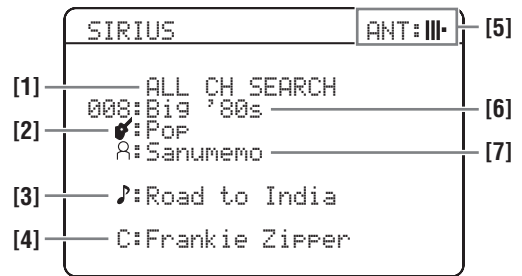 SIRIUS ANT: [5]
[1] ALL CH SEARCH
008:Big '80s [6]
[2] :Pop
:Sanumemo [7]
[3] ♪:Road to India
[4] C:Frankie Zipper